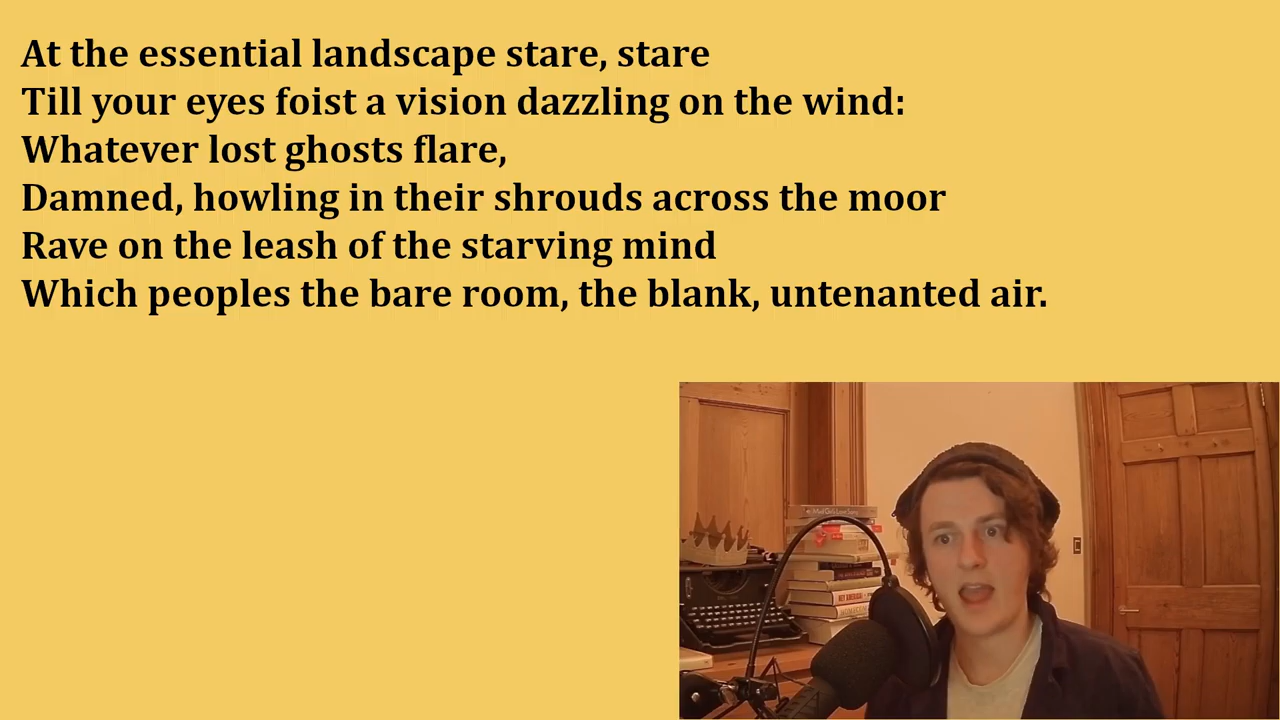 At the essential landscape stare, stare
Till your eyes foist a vision dazzling on the wind:
Whatever lost ghosts flare,
Damned, howling in their shrouds across the moor
Rave on the leash of the starving mind
Which peoples the bare room, the blank, untenanted air.